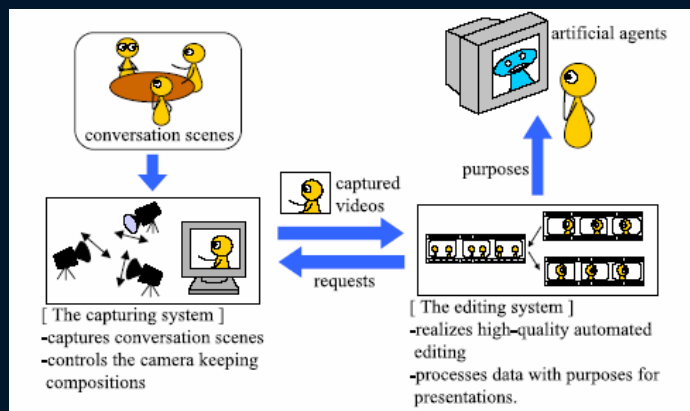 artificial agents
conversation scenes
purposes
captured
videos
requests
[ The capturing system ]
-captures conversation scenes
-controls the camera keeping
compositions
[ The editing system ]
-realizes high-quality automated
editing
-processes data with purposes for
presentations.